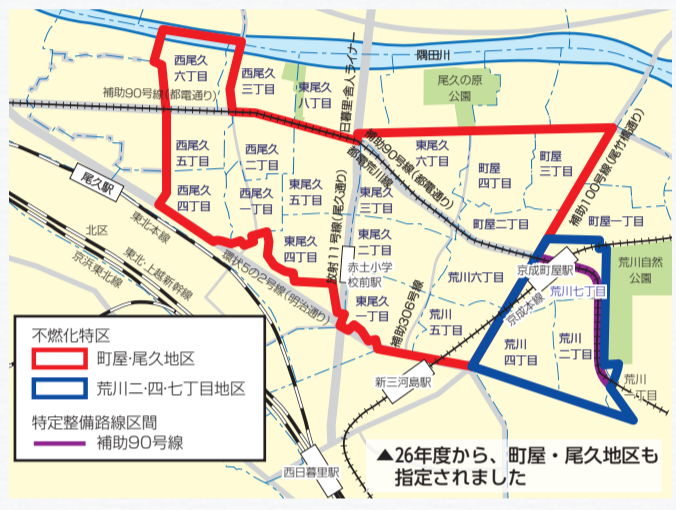 隅田川
西尾久
六丁目
西尾久
三丁目
東尾久
八丁目
日暮里・舎人ライナー
尾久の原
公園
補助90号線(都電通り)
補助90号線(都電通り)
都電荒川線
東尾久
六丁目
町屋
四丁目
町屋
三丁目
補助100号線(尾竹橋通り)
西尾久
五丁目
西尾久
二丁目
尾久駅
西尾久
四丁目
西尾久
一丁目
東尾久
五丁目
東尾久
三丁目
町屋二丁目
町屋一丁目
東北本線
北区
東北・上越新幹線
京浜東北線
東尾久
四丁目
放射11号線(尾久通り)
東尾久
二丁目
赤土小学
校前駅
環状502号線(明治通り)
京成町屋駅
荒川自然
公園
荒川六丁目
荒川七丁目
京成本線
東尾久
一丁目
補助306号線
荒川
五丁目
荒川
四丁目
荒川
二丁目
荒川
一丁目
新三河島駅
西日暮里駅
不燃化特区
町屋・尾久地区
荒川二・四・七丁目地区
特定整備路線区間
補助90号線
▲26年度から、町屋・尾久地区も
指定されました